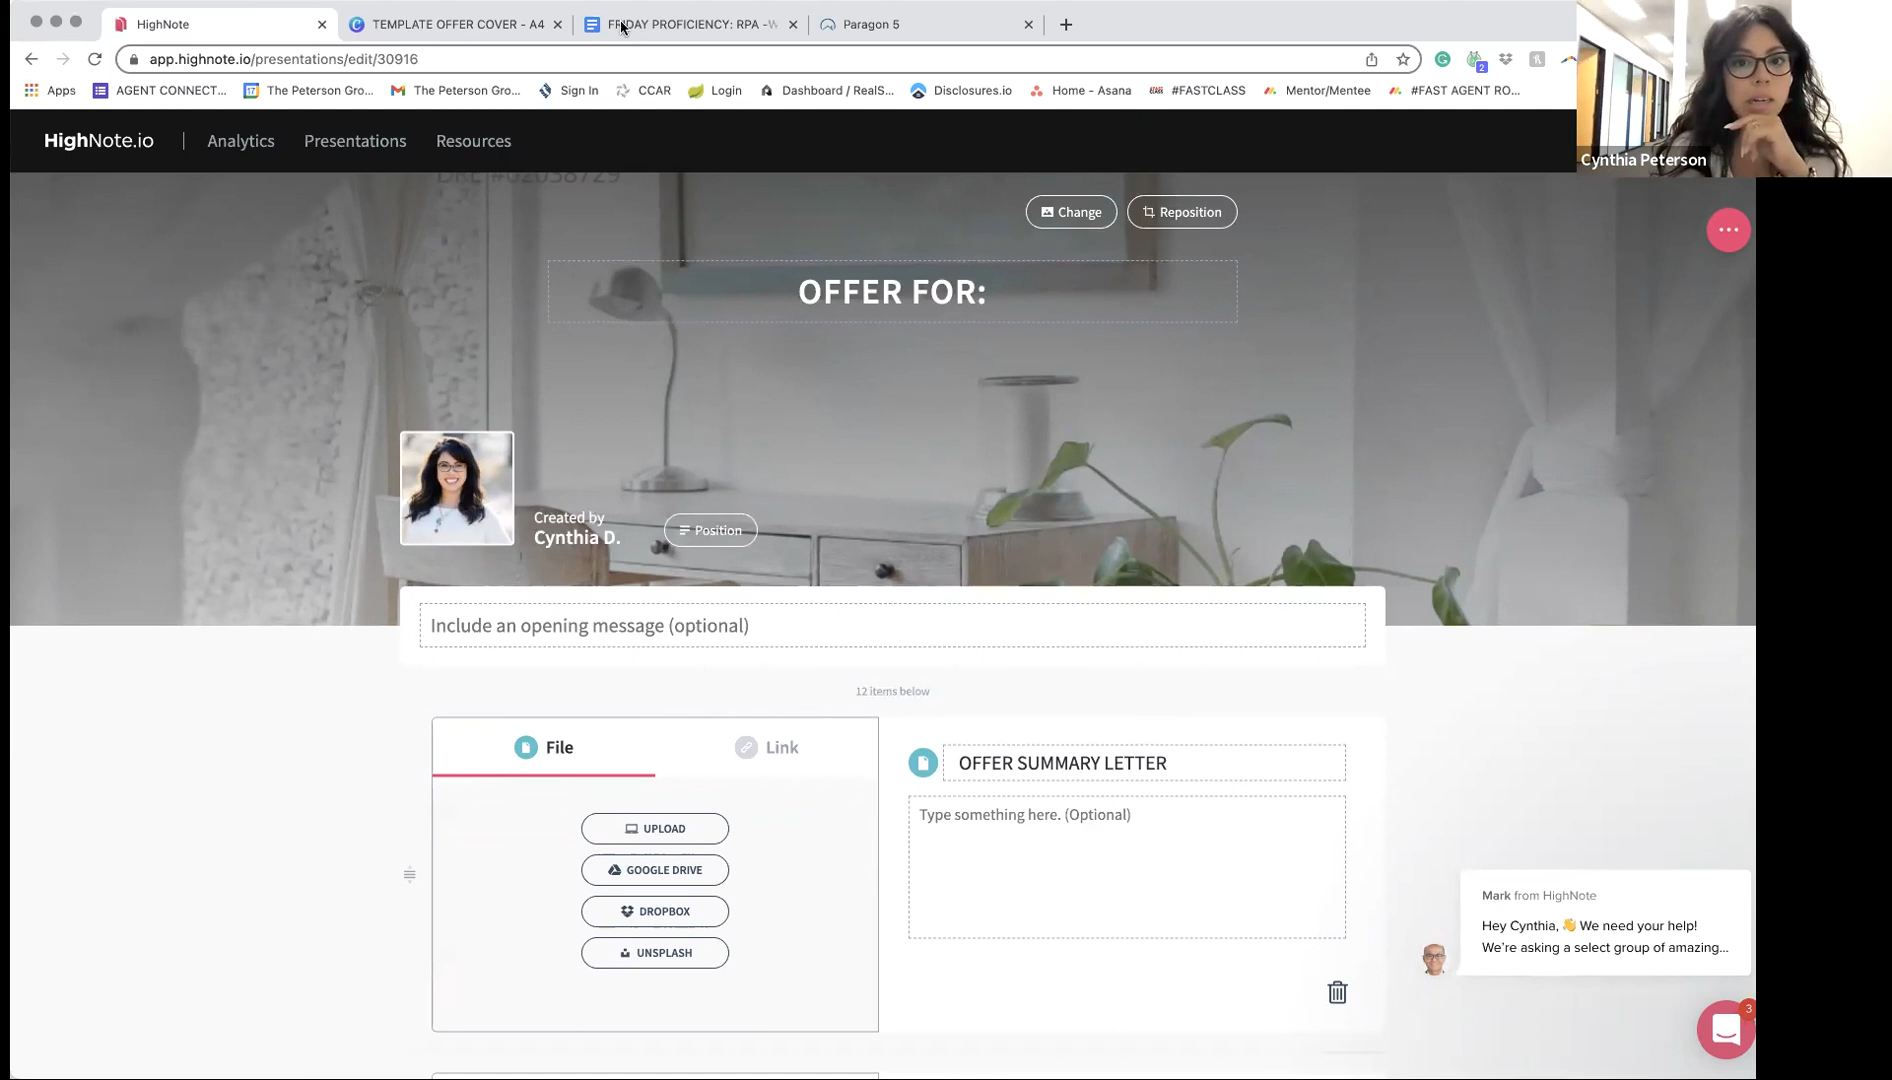 HighNote
TEMPLATE OFFER COVER - A4
FRIDAY PROFICIENCY: RPA -
Paragon 5
app.highnote.io/presentations/edit/30916
2
Apps
AGENT CONNECT...
17
The Peterson Gro...
The Peterson Gro...
Sign In
CCAR
Login
Dashboard / RealS...
Disclosures.io
Home - Asana
#FASTCLASS
Mentor/Mentee
#FAST AGENT RO...
HighNote.io
Analytics
Presentations
Resources
Cynthia Peterson
DRE #02038729
Change
Reposition
OFFER FOR:
Created by
Cynthia D.
Position
Include an opening message (optional)
12 items below
File
Link
OFFER SUMMARY LETTER
Type something here. (Optional)
UPLOAD
GOOGLE DRIVE
DROPBOX
UNSPLASH
Mark from HighNote
Hey Cynthia, 👋 We need your help!
We're asking a select group of amazing...
3